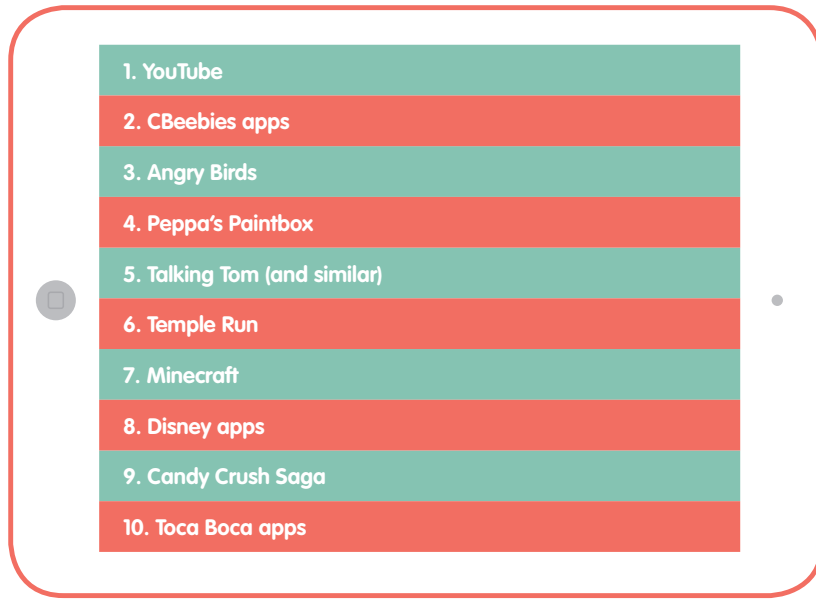 1. YouTube
2. CBeebies apps
3. Angry Birds
4. Peppa's Paintbox
5. Talking Tom (and similar)
6. Temple Run
7. Minecraft
8. Disney apps
9. Candy Crush Saga
10. Toca Boca apps